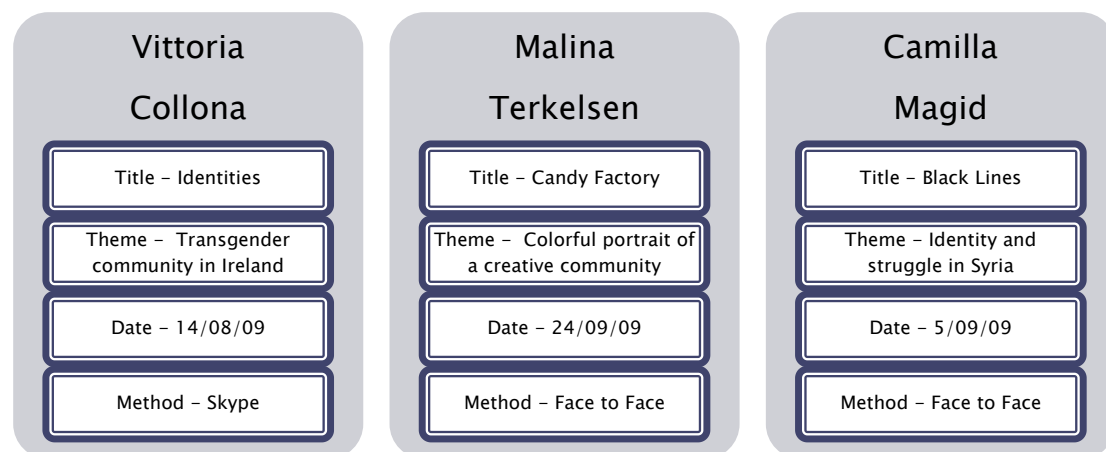 Vittoria
Collona
Title – Identities
Theme – Transgender
community in Ireland
Date – 14/08/09
Method – Skype
Malina
Terkelsen
Title – Candy Factory
Theme – Colorful portrait of
a creative community
Date – 24/09/09
Method – Face to Face
Camilla
Magid
Title – Black Lines
Theme – Identity and
struggle in Syria
Date – 5/09/09
Method – Face to Face